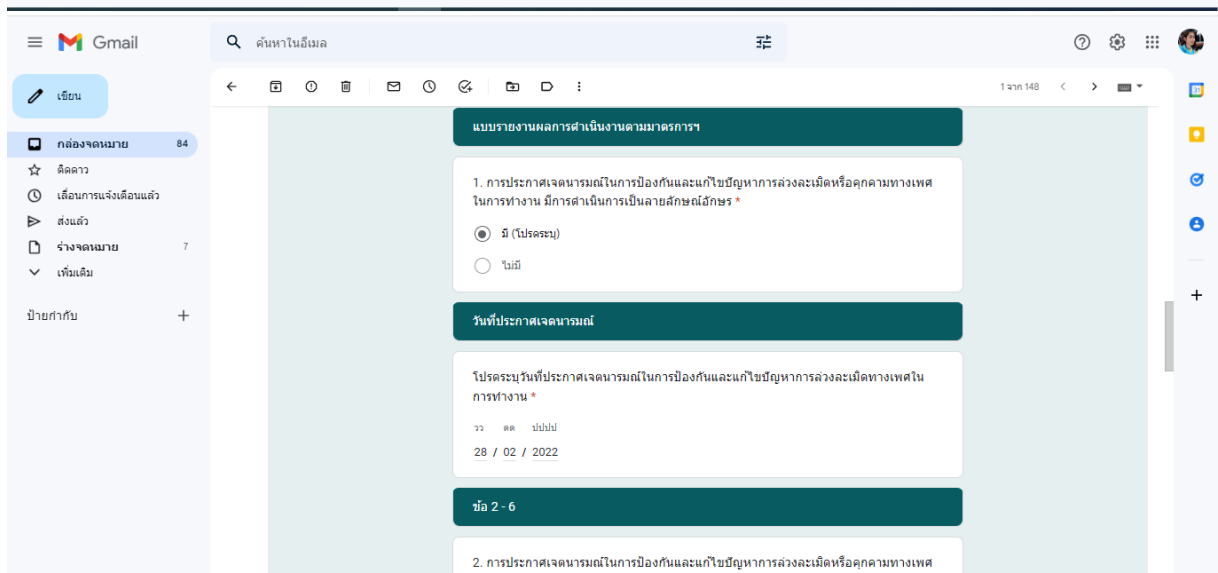 Gmail
ค้นหาในอีเมล
เขียน
1 จาก 148
กล่องจดหมาย 84
ติดดาว
เลื่อนการแจ้งเตือนแล้ว
ส่งแล้ว
ร่างจดหมาย 7
เพิ่มเติม
ป้ายกำกับ
แบบรายงานผลการดำเนินงานตามมาตรการฯ
1. การประกาศเจตนารมณ์ในการป้องกันและแก้ไขปัญหาการล่วงละเมิดหรือคุกคามทางเพศ
ในการทำงาน มีการดำเนินการเป็นลายลักษณ์อักษร *
มี (โปรดระบุ)
ไม่มี
วันที่ประกาศเจตนารมณ์
โปรดระบุวันที่ประกาศเจตนารมณ์ในการป้องกันและแก้ไขปัญหาการล่วงละเมิดทางเพศใน
การทำงาน *
วว ดด ปปปป
28 / 02 / 2022
ข้อ 2 - 6
2. การประกาศเจตนารมณ์ในการป้องกันและแก้ไขปัญหาการล่วงละเมิดหรือคุกคามทางเพศ
31